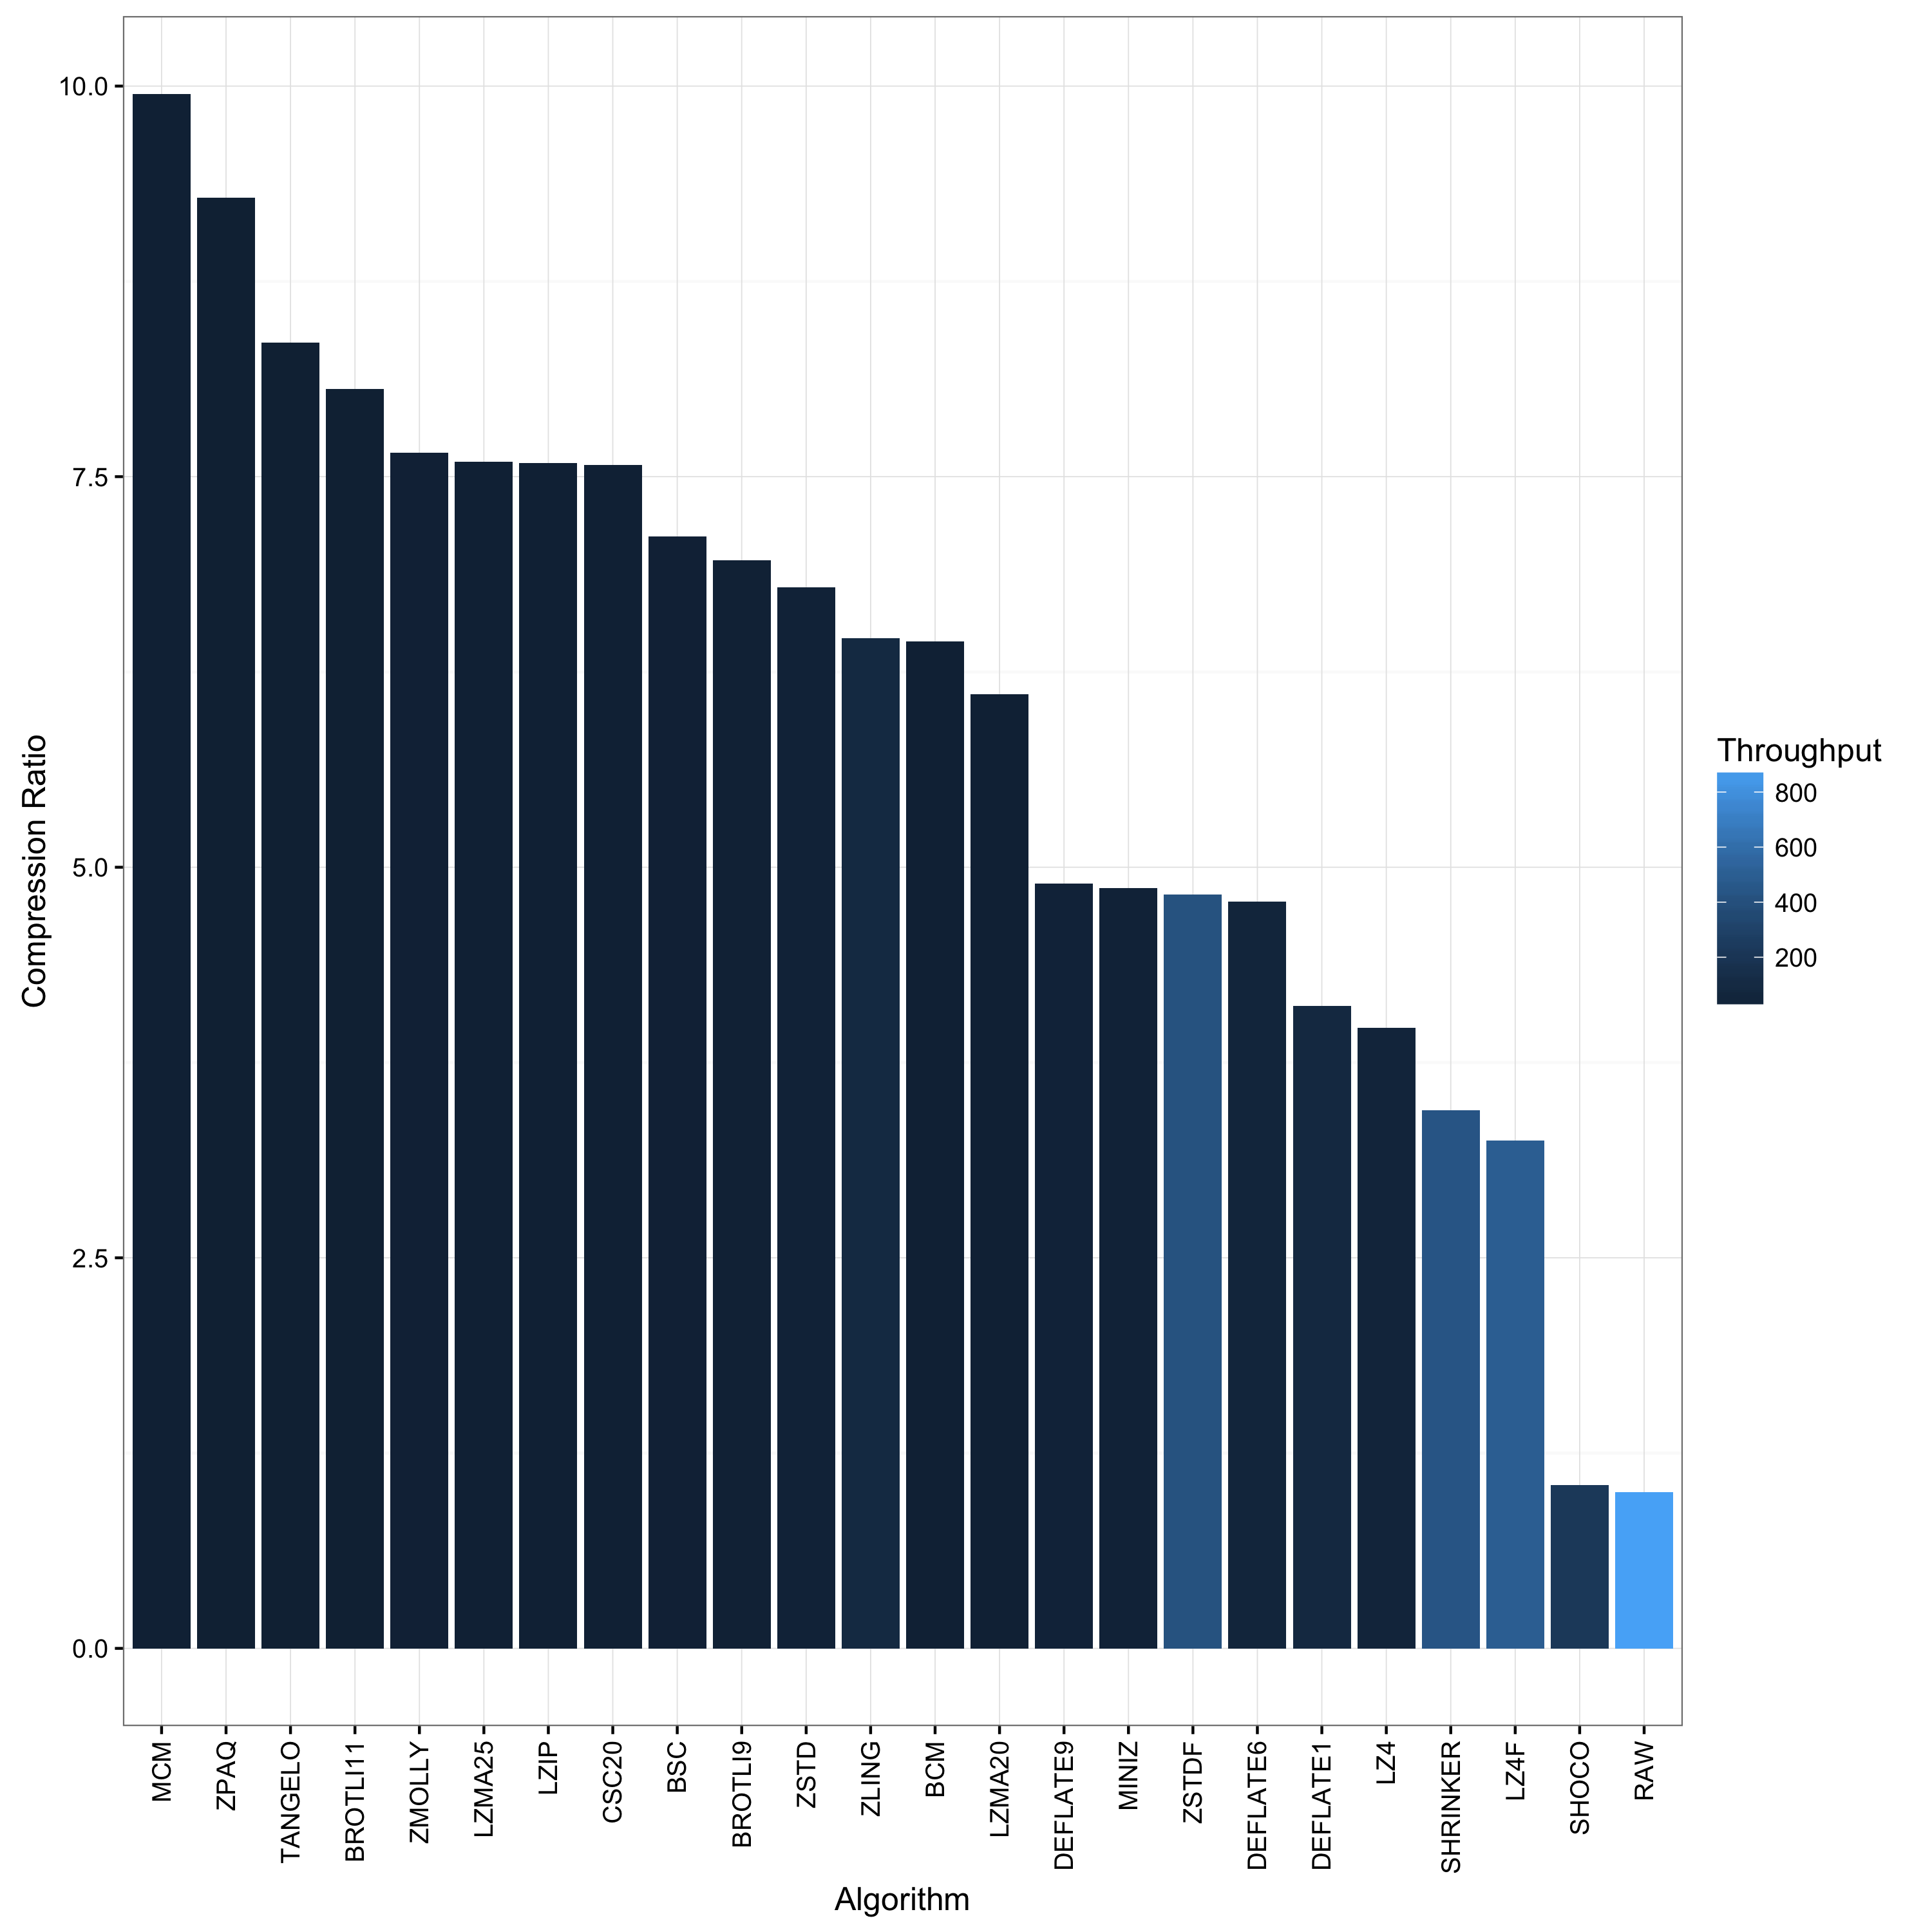 Compression Ratio
10.0
7.5
5.0
2.5
0.0
MCM
ZPAQ
TANGELO
BROTLI11
ZMOLLY
LZMA25
LZIP
CSC20
BSC
BROTLI9
ZSTD
ZLING
BCM
LZMA20
DEFLATE9
MINIZ
ZSTDF
DEFLATE6
DEFLATE1
LZ4
SHRINKER
LZ4F
SHOCO
RAW
Algorithm
Throughput
800
600
400
200